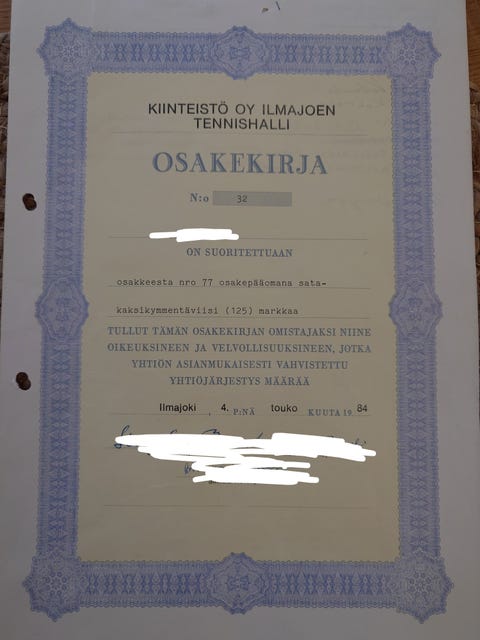 KIINTEISTÖ OY ILMAJOEN
TENNISHALLI
OSAKEKIRJA
N:o 32
ON SUORITETTUAAN
osakkeesta nro 77 osakepääomana sata-
kaksikymmentäviisi (125) markkaa
TULLUT TÄMÄN OSAKEKIRJAN OMISTAJAKSI NIINE
OIKEUKSINEEN JA VELVOLLISUUKSINEEN, JOTKA
YHTIÖN ASIANMUKAISESTI VAHVISTETTU
YHTIÖJÄRJESTYS MÄÄRÄÄ
Ilmajoki , 4. P:NÄ touko KUUTA 19 84